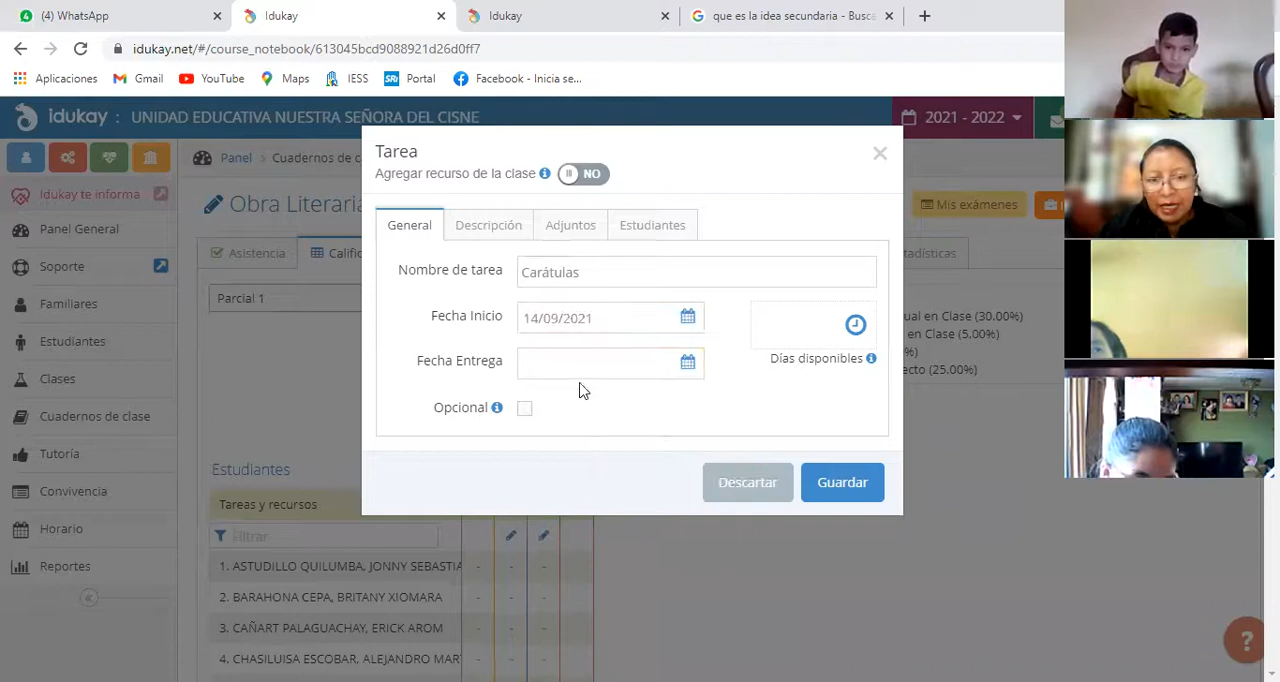 4 (4) WhatsApp
Idukay
Idukay
que es la idea secundaria - Busc
idukay.net/#/course_notebook/613045bcd9088921d26d0ff7
Aplicaciones
Gmail
YouTube
Maps
IESS
SRi Portal
Facebook - Inicia se...
idukay : UNIDAD EDUCATIVA NUESTRA SEÑORA DEL CISNE
2021 - 2022
Idukay te informa
Panel General
Soporte
Familiares
Estudiantes
Clases
Cuadernos de clase
Tutoría
Convivencia
Horario
Reportes
Panel > Cuadernos de c
Obra Literaria
Mis exámenes
Asistencia
Calific
tadísticas
Parcial 1
ual en Clase (30.00%)
en Clase (5.00%)
%)
ecto (25.00%)
Tarea
Agregar recurso de la clase
NO
General
Descripción
Adjuntos
Estudiantes
Nombre de tarea
Carátulas
Fecha Inicio
14/09/2021
Fecha Entrega
Días disponibles
Opcional
Descartar
Guardar
Estudiantes
Tareas y recursos
Filtrar
1. ASTUDILLO QUILUMBA, JONNY SEBASTIA
2. BARAHONA CEPA, BRITANY XIOMARA
3. CAÑART PALAGUACHAY, ERICK AROM
4. CHASILUISA ESCOBAR, ALEJANDRO MAR
?